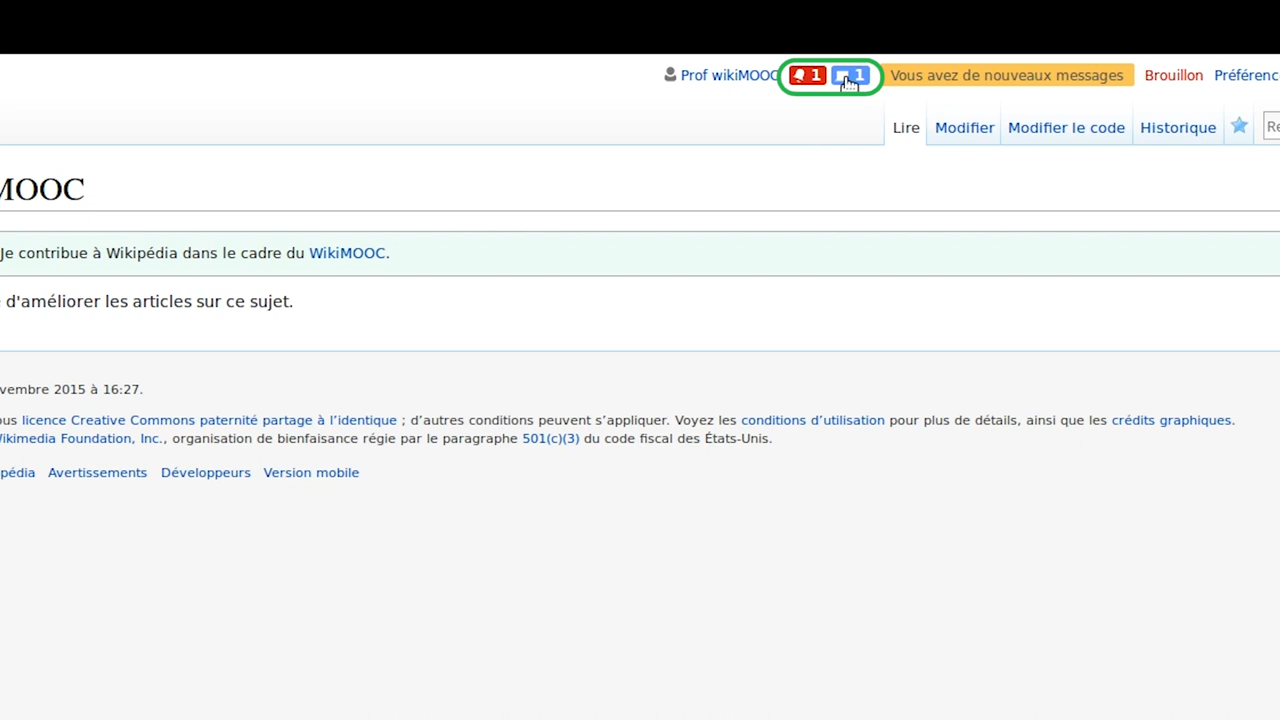 Prof wikiMOOC 1 1 Vous avez de nouveaux messages Brouillon Préférenc
Lire Modifier Modifier le code Historique Re
MOOC
Je contribue à Wikipédia dans le cadre du WikiMOOC.
d'améliorer les articles sur ce sujet.
vembre 2015 à 16:27.
ous licence Creative Commons paternité partage à l’identique ; d’autres conditions peuvent s’appliquer. Voyez les conditions d’utilisation pour plus de détails, ainsi que les crédits graphiques.
Wikimedia Foundation, Inc., organisation de bienfaisance régie par le paragraphe 501(c)(3) du code fiscal des États-Unis.
pédia Avertissements Développeurs Version mobile